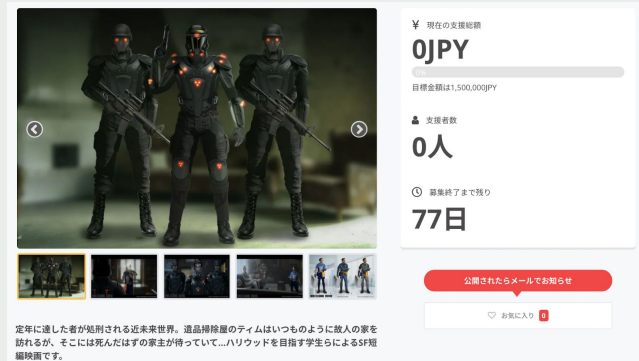 現在の支援総額
0JPY
0%
目標金額は1,500,000JPY
支援者数
0人
募集終了まで残り
77日
公開されたらメールでお知らせ
お気に入り 0
定年に達した者が処刑される近未来世界。遺品掃除屋のティムはいつものように故人の家を
訪れるが、そこには死んだはずの家主が待っていて...ハリウッドを目指す学生らによるSF短
編映画です。